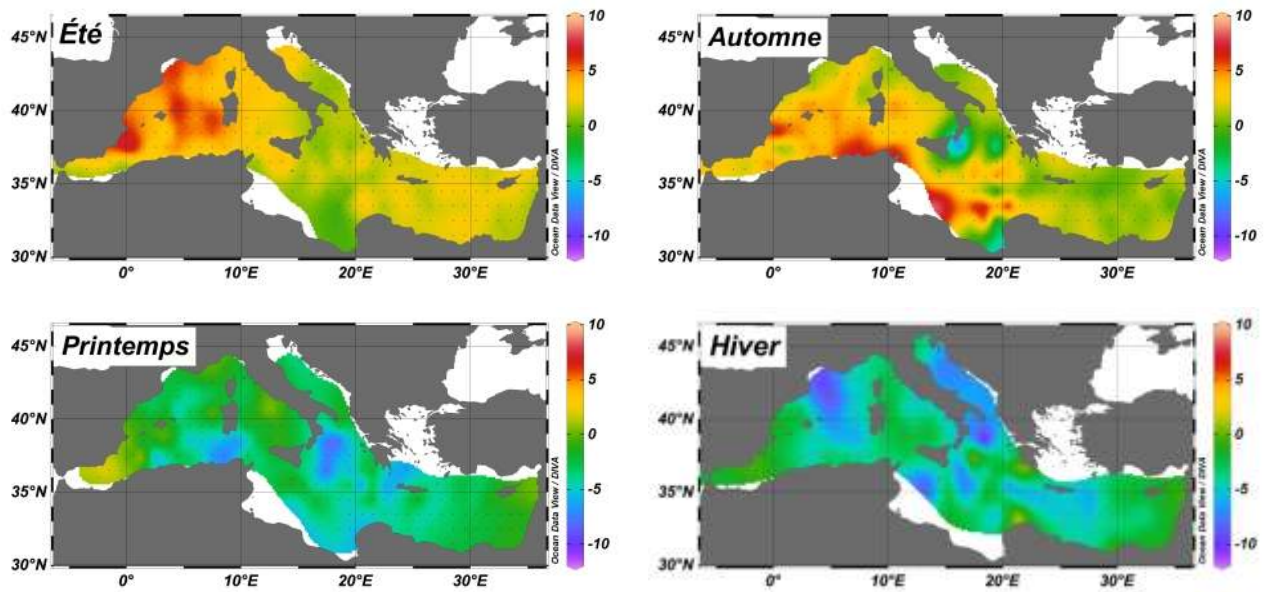 Été
45°N
40°N
35°N
30°N
0°
10°E
20°E
30°E
10
5
0
-5
-10
Ocean Data View / DIVA
Automne
45°N
40°N
35°N
30°N
0°
10°E
20°E
30°E
10
5
0
-5
-10
Ocean Data View / DIVA
Printemps
45°N
40°N
35°N
30°N
0°
10°E
20°E
30°E
10
5
0
-5
-10
Ocean Data View / DIVA
Hiver
45°N
40°N
35°N
30°N
0°
10°E
20°E
30°E
10
5
0
-5
-10
Ocean Data View / DIVA